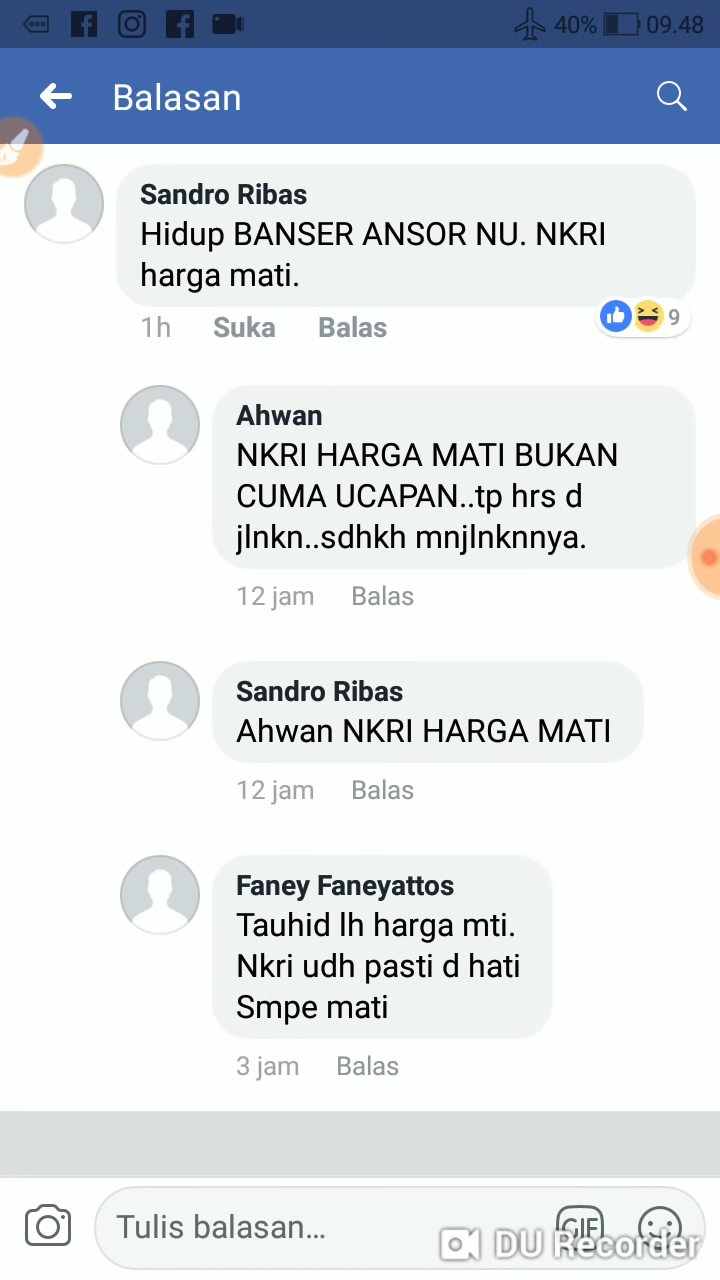 40% 09.48
Balasan
Sandro Ribas
Hidup BANSER ANSOR NU. NKRI
harga mati.
1h Suka Balas 9
Ahwan
NKRI HARGA MATI BUKAN
CUMA UCAPAN..tp hrs d
jlnkn..sdhkh mnjlnknnya.
12 jam Balas
Sandro Ribas
Ahwan NKRI HARGA MATI
12 jam Balas
Faney Faneyattos
Tauhid lh harga mti.
Nkri udh pasti d hati
Smpe mati
3 jam Balas
Tulis balasan... GIF
DU Recorder